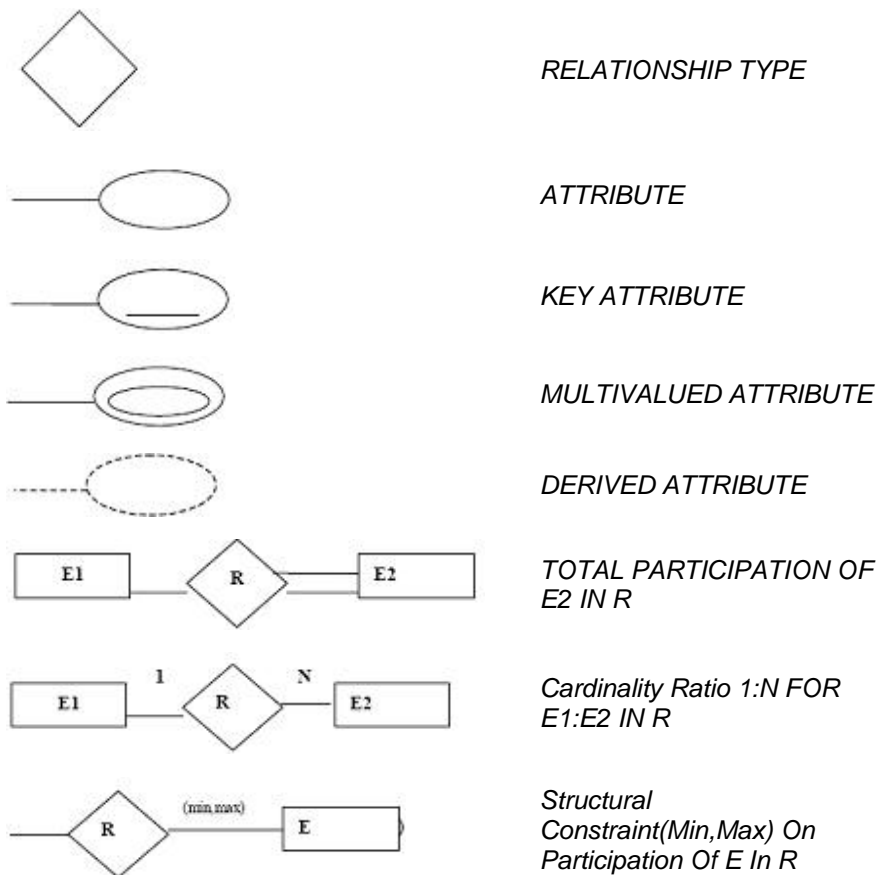 RELATIONSHIP TYPE
ATTRIBUTE
KEY ATTRIBUTE
MULTIVALUED ATTRIBUTE
DERIVED ATTRIBUTE
E1 R E2
TOTAL PARTICIPATION OF
E2 IN R
1 N
E1 R E2
Cardinality Ratio 1:N FOR
E1:E2 IN R
(min,max)
R E
Structural
Constraint(Min,Max) On
Participation Of E In R